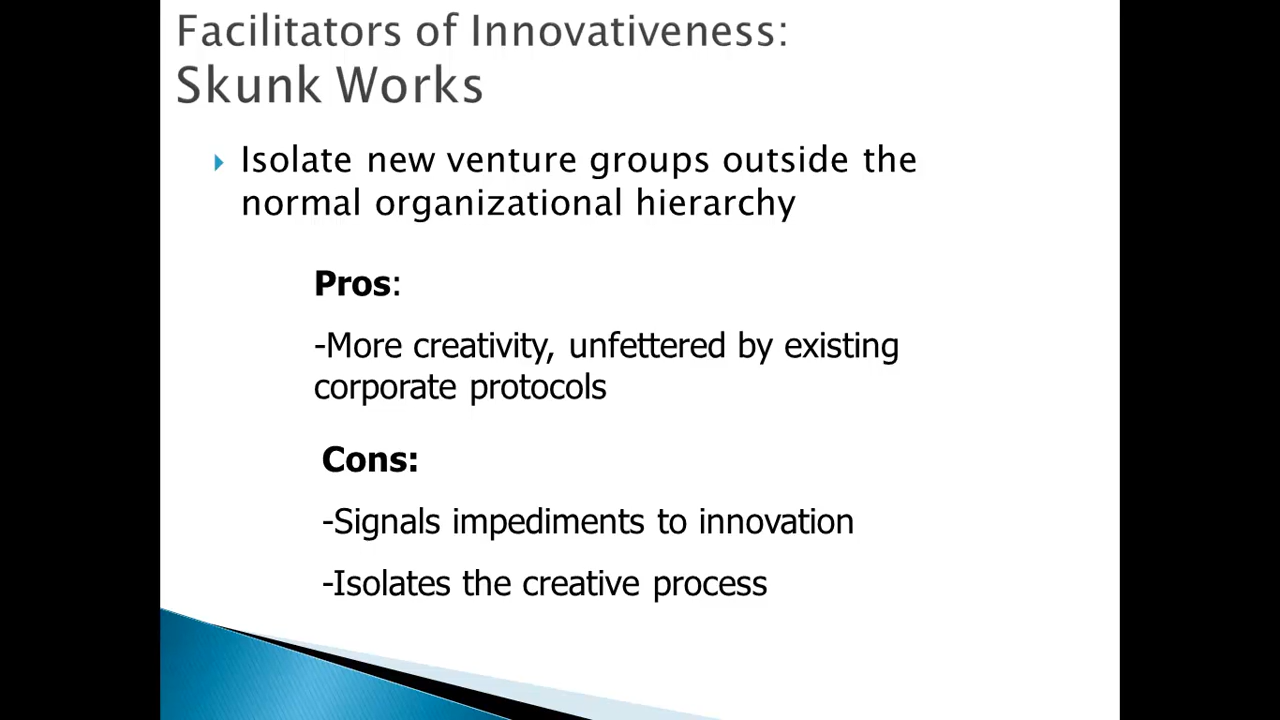 Facilitators of Innovativeness:
Skunk Works
Isolate new venture groups outside the
normal organizational hierarchy
Pros:
-More creativity, unfettered by existing
corporate protocols
Cons:
-Signals impediments to innovation
-Isolates the creative process